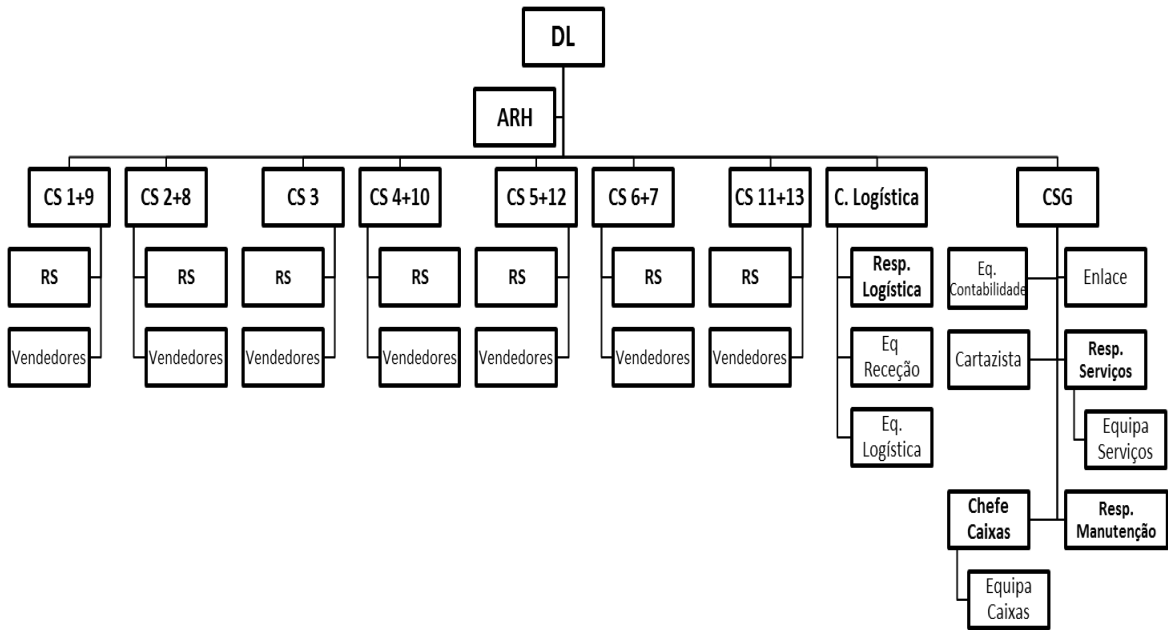 DL
ARH
CS 1+9
CS 2+8
CS 3
CS 4+10
CS 5+12
CS 6+7
CS 11+13
C. Logística
CSG
RS
RS
RS
RS
RS
RS
RS
Resp.
Logística
Eq.
Contabilidade
Enlace
Vendedores
Vendedores
Vendedores
Vendedores
Vendedores
Vendedores
Vendedores
Eq
Receção
Cartazista
Resp.
Serviços
Eq.
Logística
Equipa
Serviços
Chefe
Caixas
Resp.
Manutenção
Equipa
Caixas